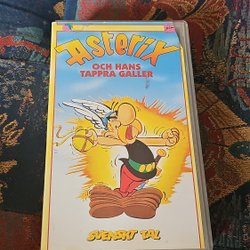 Asterix
OCH HANS
TAPPRA GALLER
SVENSKT TAL